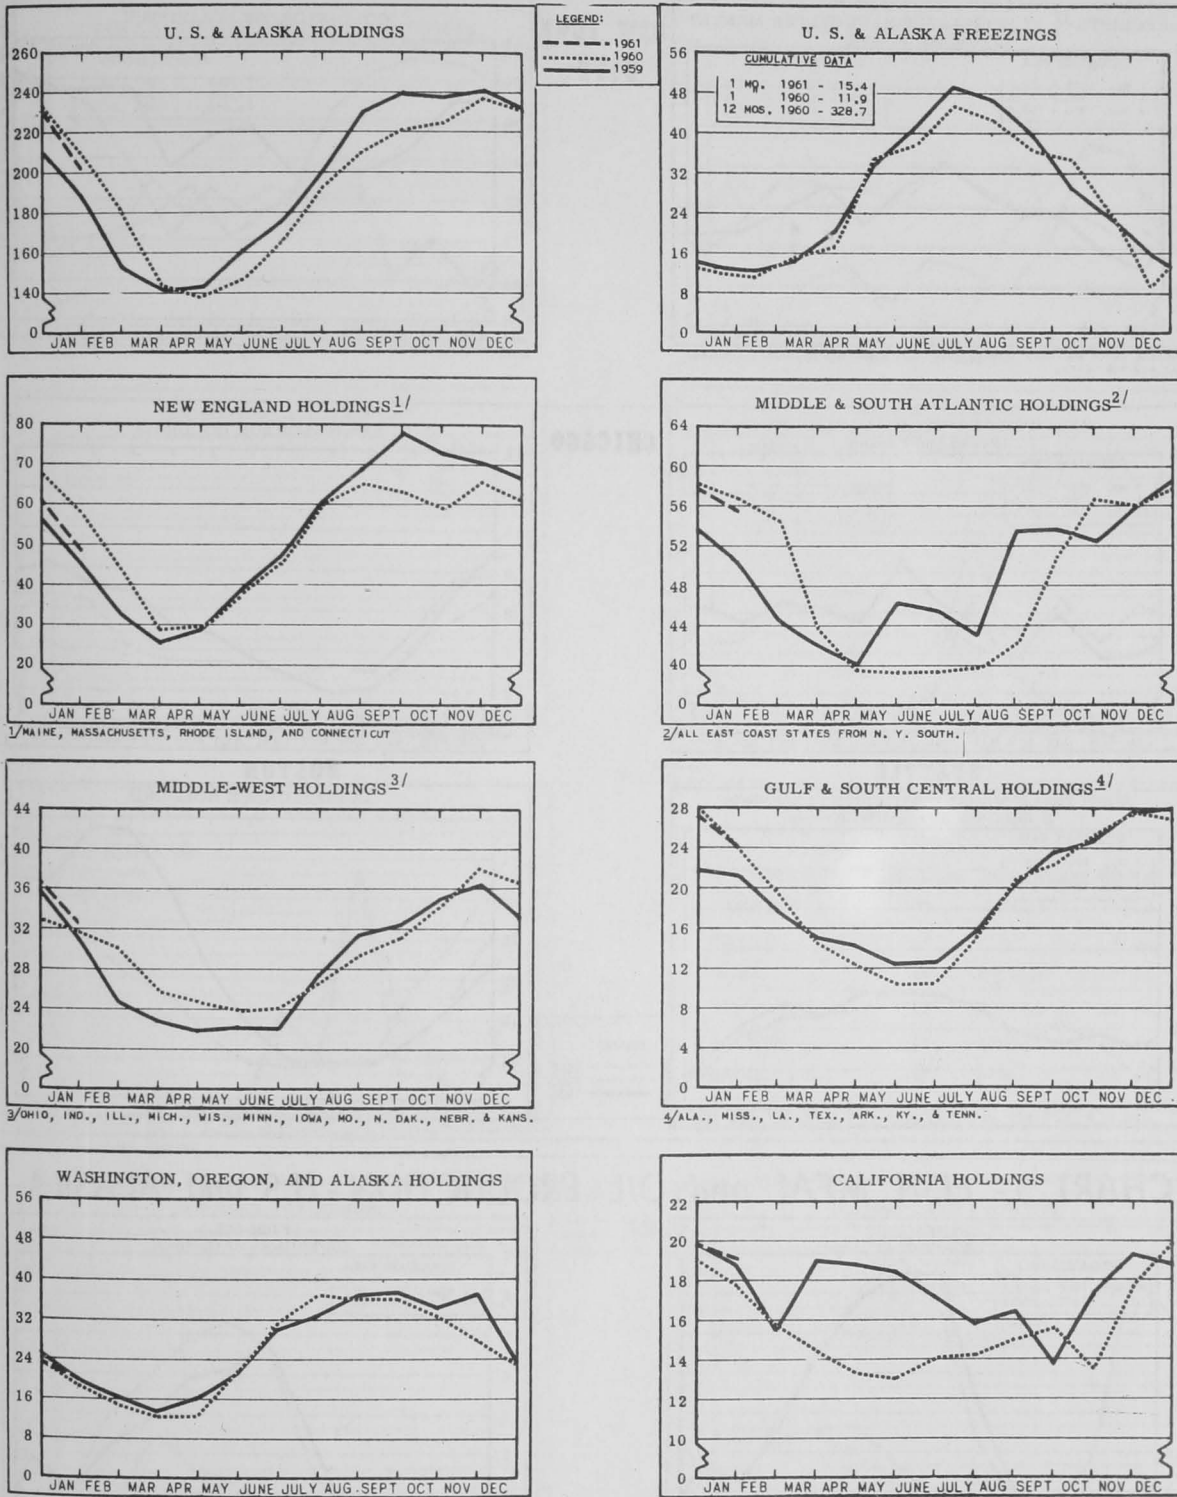 U. S. & ALASKA HOLDINGS
260
240
220
200
180
160
140
0
JAN FEB MAR APR MAY JUNE JULY AUG SEPT OCT NOV DEC
LEGEND:
1961
1960
1959
U. S. & ALASKA FREEZINGS
CUMULATIVE DATA
1 MO. 1961 - 15.4
1 " 1960 - 11.9
12 MOS. 1960 - 328.7
56
48
40
32
24
16
8
0
JAN FEB MAR APR MAY JUNE JULY AUG SEPT OCT NOV DEC
NEW ENGLAND HOLDINGS 1/
80
70
60
50
40
30
20
0
JAN FEB MAR APR MAY JUNE JULY AUG SEPT OCT NOV DEC
1/MAINE, MASSACHUSETTS, RHODE ISLAND, AND CONNECTICUT
MIDDLE & SOUTH ATLANTIC HOLDINGS 2/
64
60
56
52
48
44
40
0
JAN FEB MAR APR MAY JUNE JULY AUG SEPT OCT NOV DEC
2/ALL EAST COAST STATES FROM N. Y. SOUTH.
MIDDLE-WEST HOLDINGS 3/
44
40
36
32
28
24
20
0
JAN FEB MAR APR MAY JUNE JULY AUG SEPT OCT NOV DEC
3/OHIO, IND., ILL., MICH., WIS., MINN., IOWA, MO., N. DAK., NEBR. & KANS.
GULF & SOUTH CENTRAL HOLDINGS 4/
28
24
20
16
12
8
4
0
JAN FEB MAR APR MAY JUNE JULY AUG SEPT OCT NOV DEC
4/ALA., MISS., LA., TEX., ARK., KY., & TENN.
WASHINGTON, OREGON, AND ALASKA HOLDINGS
56
48
40
32
24
16
8
0
JAN FEB MAR APR MAY JUNE JULY AUG. SEPT OCT NOV DEC
CALIFORNIA HOLDINGS
22
20
18
16
14
12
10
0
JAN FEB MAR APR MAY JUNE JULY AUG SEPT OCT NOV DEC